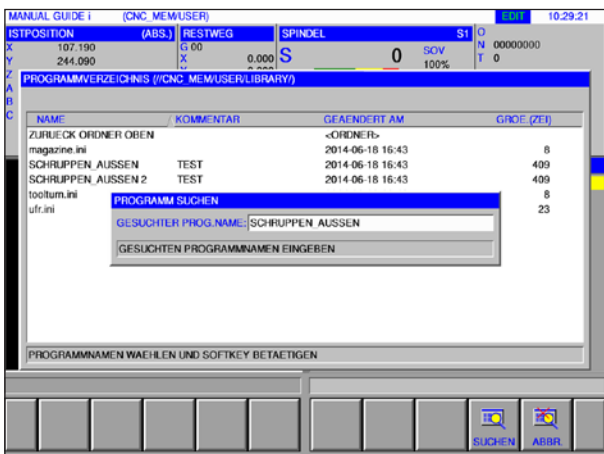 MANUAL GUIDE i (CNC_MEM/USER) EDIT 10:29:21
ISTPOSITION (ABS.) RESTWEG SPINDEL S1 O
X 107.190 G 00 N 00000000
Y 244.090 X 0.000 S 0 SOV 100% T 0
Z
A
B
C
PROGRAMMVERZEICHNIS (//CNC_MEM/USER/LIBRARY/)
NAME KOMMENTAR GEAENDERT AM GROE.(ZEI)
ZURUECK ORDNER OBEN <ORDNER>
magazine.ini 2014-06-18 16:43 8
SCHRUPPEN_AUSSEN TEST 2014-06-18 16:43 409
SCHRUPPEN_AUSSEN 2 TEST 2014-06-18 16:43 409
toolturn.ini 8
ufr.ini 23
PROGRAMM SUCHEN
GESUCHTER PROG.NAME: SCHRUPPEN_AUSSEN
GESUCHTEN PROGRAMMNAMEN EINGEBEN
PROGRAMMNAMEN WAEHLEN UND SOFTKEY BETAETIGEN
SUCHEN ABBR.